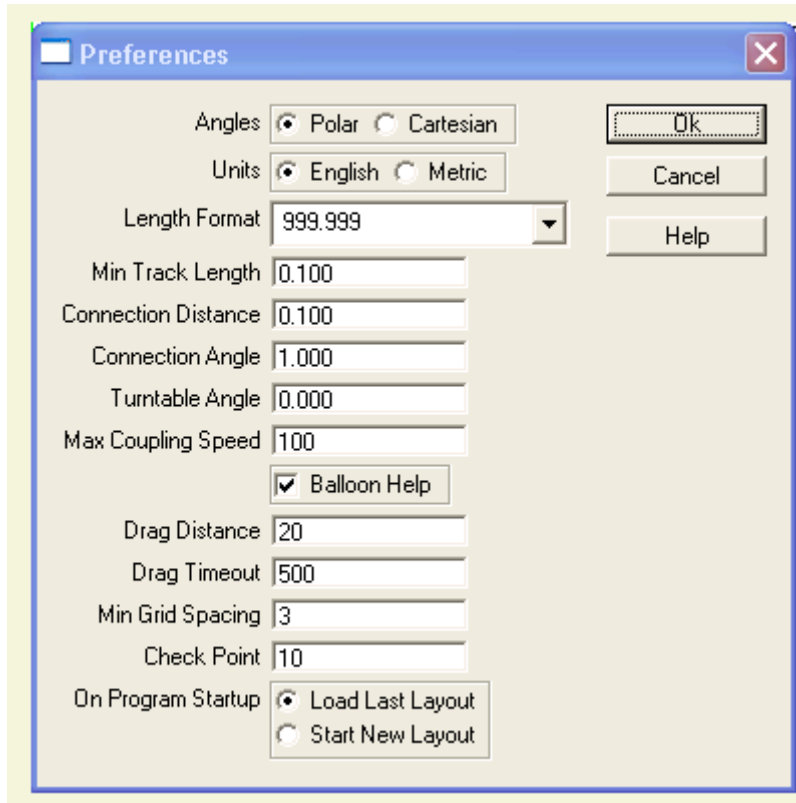 Preferences
Angles Polar Cartesian Ok
Units English Metric Cancel
Length Format 999.999 Help
Min Track Length 0.100
Connection Distance 0.100
Connection Angle 1.000
Turntable Angle 0.000
Max Coupling Speed 100
Balloon Help
Drag Distance 20
Drag Timeout 500
Min Grid Spacing 3
Check Point 10
On Program Startup Load Last Layout
Start New Layout